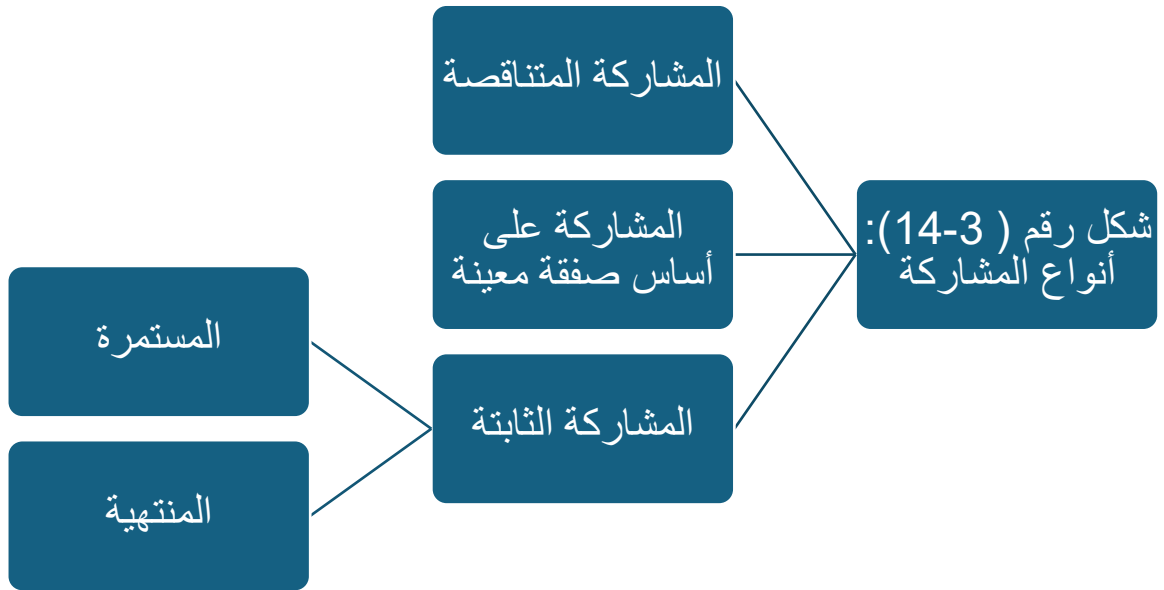 شكل رقم ( 3-14):
أنواع المشاركة
المشاركة المتناقصة
المشاركة على
أساس صفقة معينة
المشاركة الثابتة
المستمرة
المنتهية